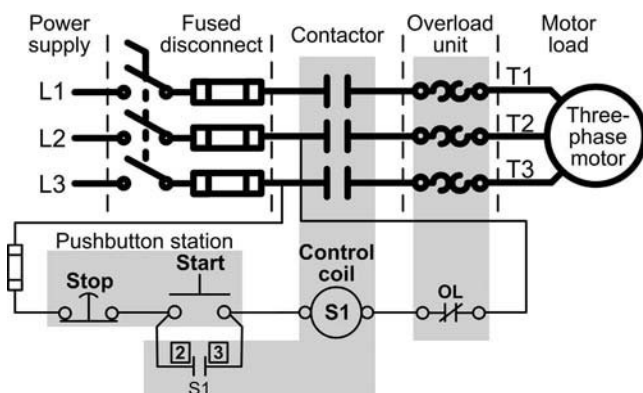 Power supply
Fused disconnect
Contactor
Overload unit
Motor load
L1
L2
L3
T1
T2
T3
Three-phase motor
Pushbutton station
Stop
Start
Control coil
S1
OL
2
3
S1